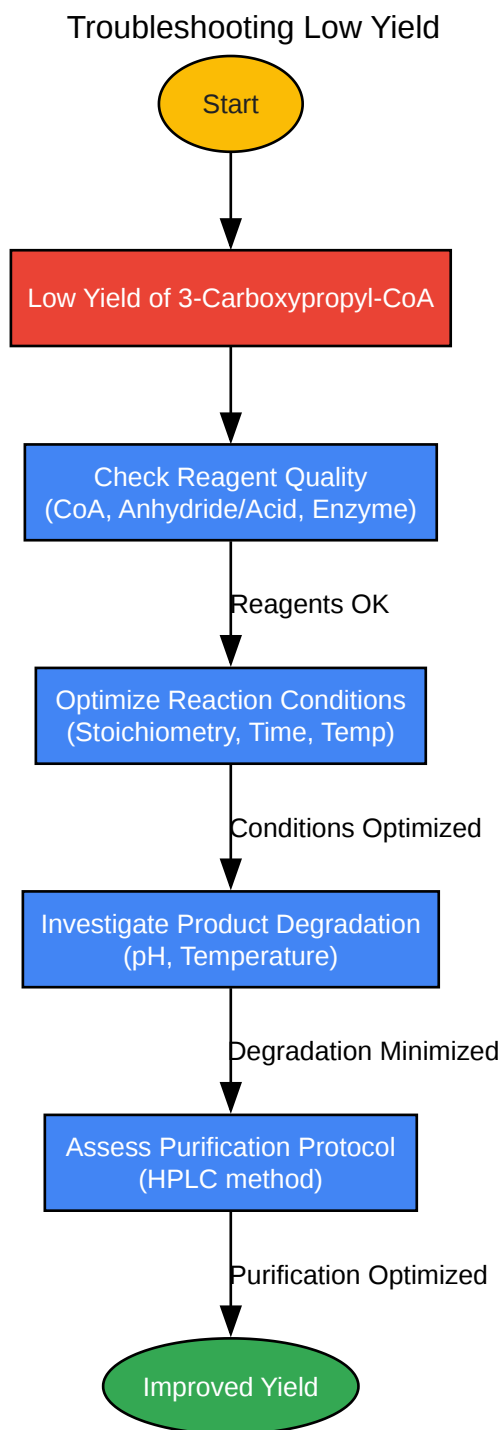 Troubleshooting Low Yield
Start
Low Yield of 3-Carboxypropyl-CoA
Check Reagent Quality
(CoA, Anhydride/Acid, Enzyme)
Reagents OK
Optimize Reaction Conditions
(Stoichiometry, Time, Temp)
Conditions Optimized
Investigate Product Degradation
(pH, Temperature)
Degradation Minimized
Assess Purification Protocol
(HPLC method)
Purification Optimized
Improved Yield